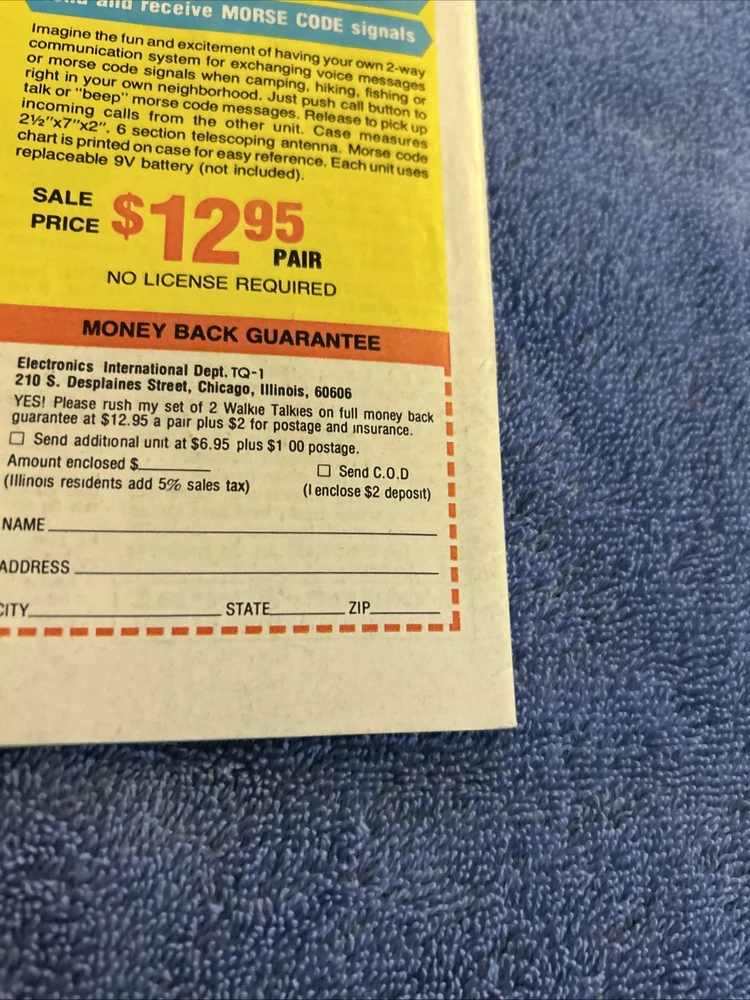 and receive MORSE CODE signals
Imagine the fun and excitement of having your own 2-way
communication system for exchanging voice messages
or morse code signals when camping, hiking, fishing or
right in your own neighborhood. Just push call button to
talk or "beep" morse code messages. Release to pick up
incoming calls from the other unit. Case measures
2½"x7"x2". 6 section telescoping antenna. Morse code
chart is printed on case for easy reference. Each unit uses
replaceable 9V battery (not included).
SALE
PRICE $1295
PAIR
NO LICENSE REQUIRED
MONEY BACK GUARANTEE
Electronics International Dept. TQ-1
210 S. Desplaines Street, Chicago, Illinois, 60606
YES! Please rush my set of 2 Walkie Talkies on full money back
guarantee at $12.95 a pair plus $2 for postage and insurance.
☐ Send additional unit at $6.95 plus $1 00 postage.
Amount enclosed $________ ☐ Send C.O.D
(Illinois residents add 5% sales tax) (I enclose $2 deposit)
NAME________
ADDRESS________
CITY________ STATE________ ZIP________